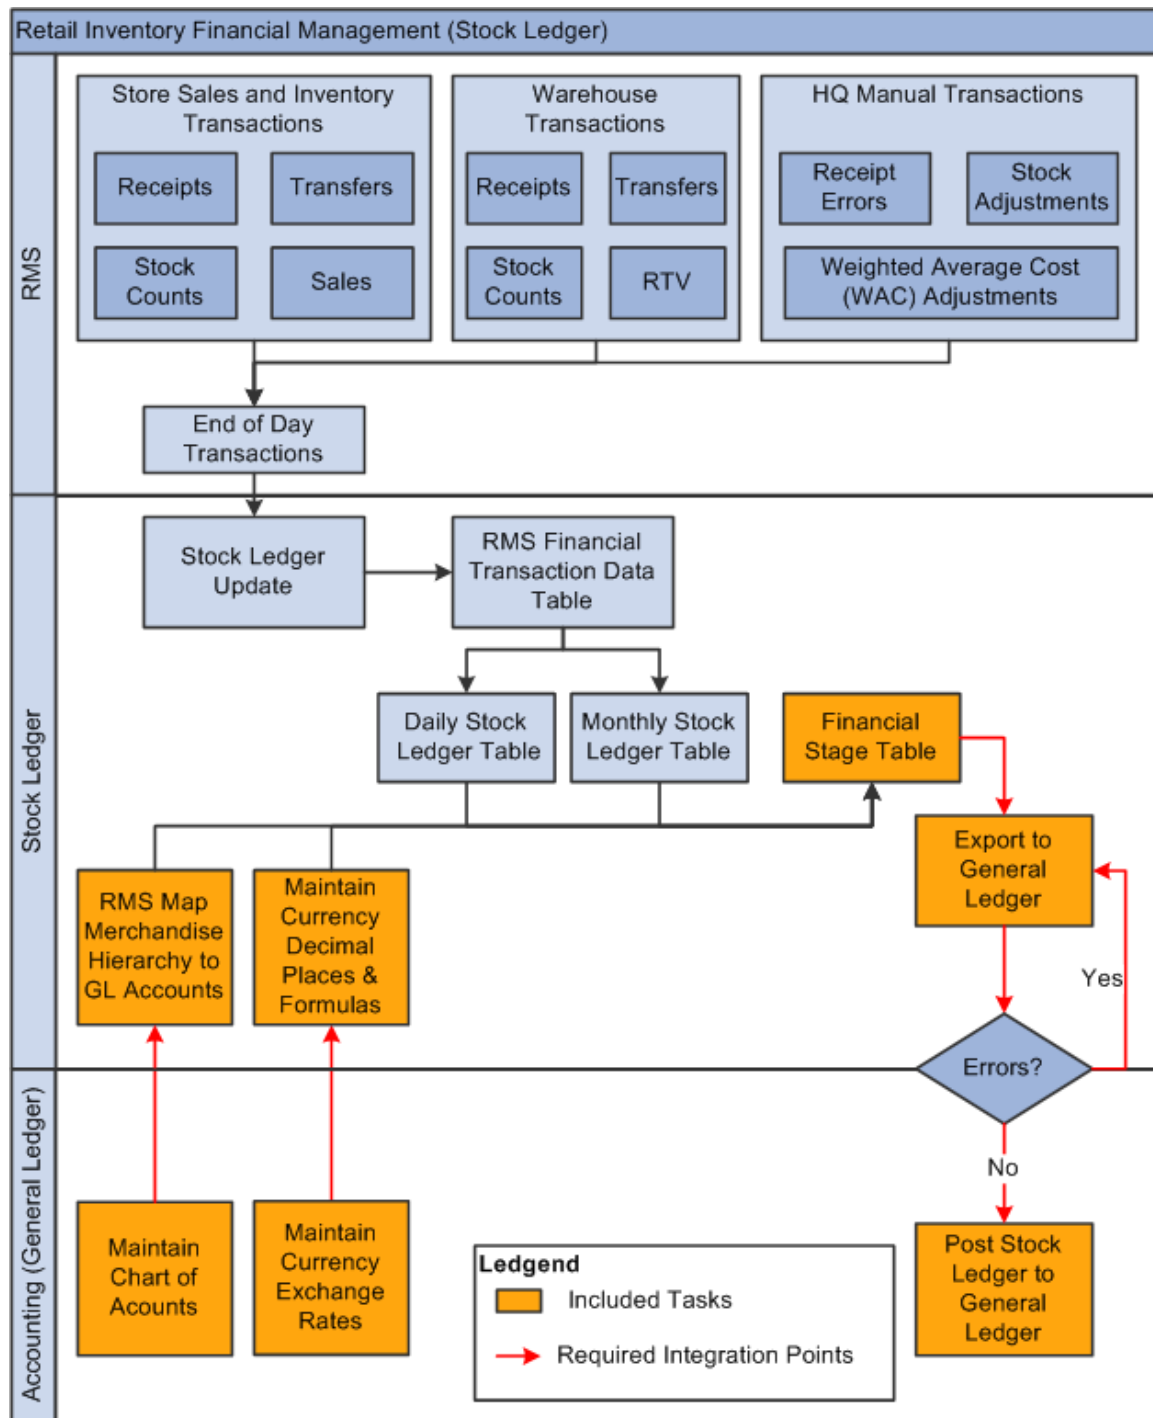 Retail Inventory Financial Management (Stock Ledger)
RMS
Store Sales and Inventory
Transactions
Receipts
Transfers
Stock
Counts
Sales
Warehouse
Transactions
Receipts
Transfers
Stock
Counts
RTV
HQ Manual Transactions
Receipt
Errors
Stock
Adjustments
Weighted Average Cost
(WAC) Adjustments
End of Day
Transactions
Stock Ledger
Stock Ledger
Update
RMS Financial
Transaction Data
Table
Daily Stock
Ledger Table
Monthly Stock
Ledger Table
Financial
Stage Table
RMS Map
Merchandise
Hierarchy to
GL Accounts
Maintain
Currency
Decimal
Places &
Formulas
Export to
General
Ledger
Yes
Errors?
No
Accounting (General Ledger)
Maintain
Chart of
Acounts
Maintain
Currency
Exchange
Rates
Ledgend
Included Tasks
Required Integration Points
Post Stock
Ledger to
General
Ledger